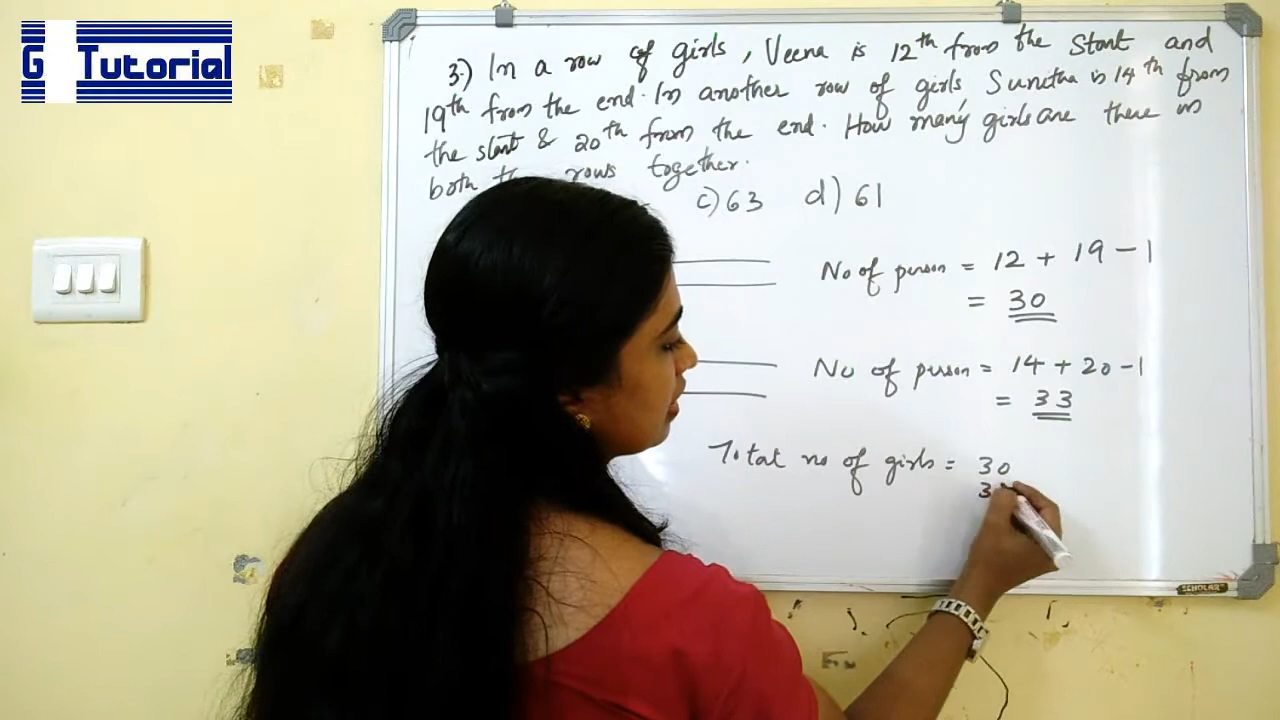 G Tutorial
3) In a row of girls, Veena is 12th from the start and
19th from the end. In another row of girls Sunitha is 14th from
the start & 20th from the end. How many girls are there in
both the rows together.
c) 63 d) 61
No of person = 12 + 19 - 1
= 30
No of person = 14 + 20 - 1
= 33
Total no of girls = 30
3
SCHOLAR